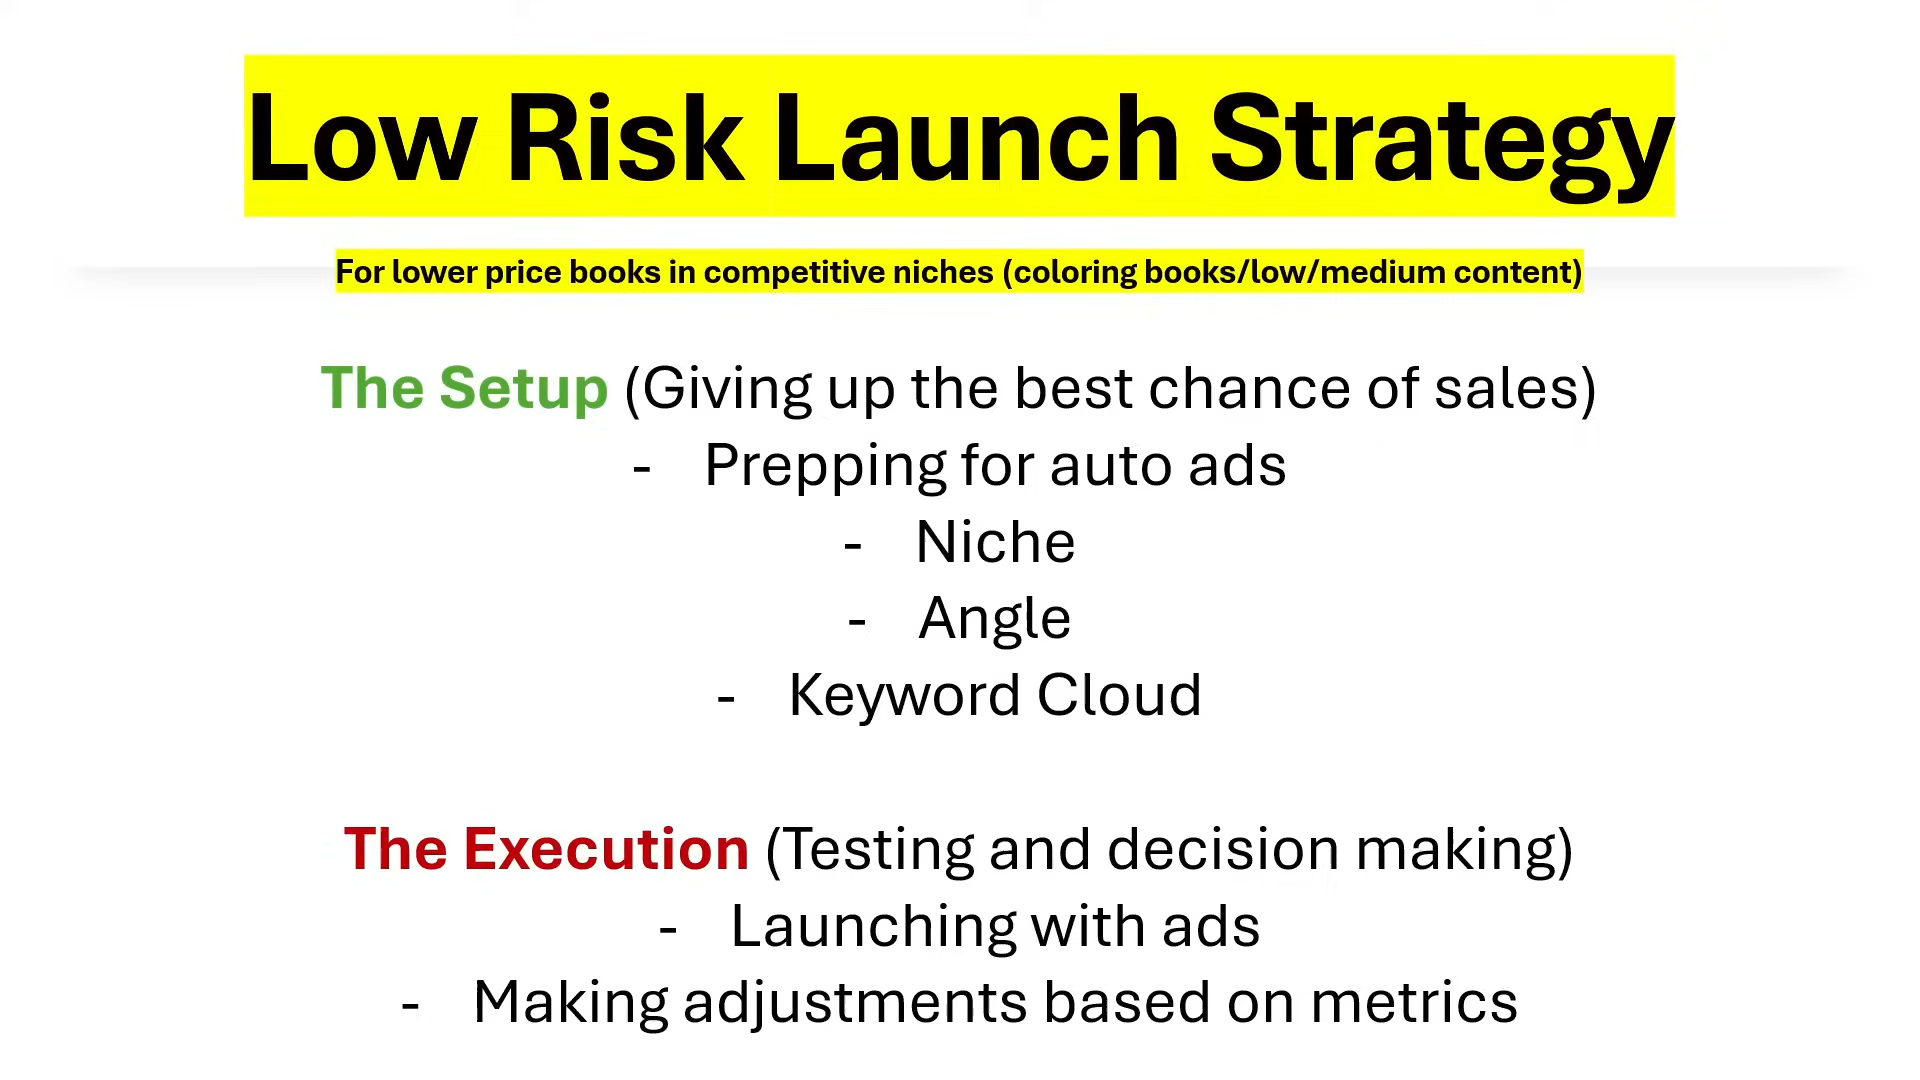 Low Risk Launch Strategy
For lower price books in competitive niches (coloring books/low/medium content)
The Setup (Giving up the best chance of sales)
- Prepping for auto ads
- Niche
- Angle
- Keyword Cloud
The Execution (Testing and decision making)
- Launching with ads
- Making adjustments based on metrics